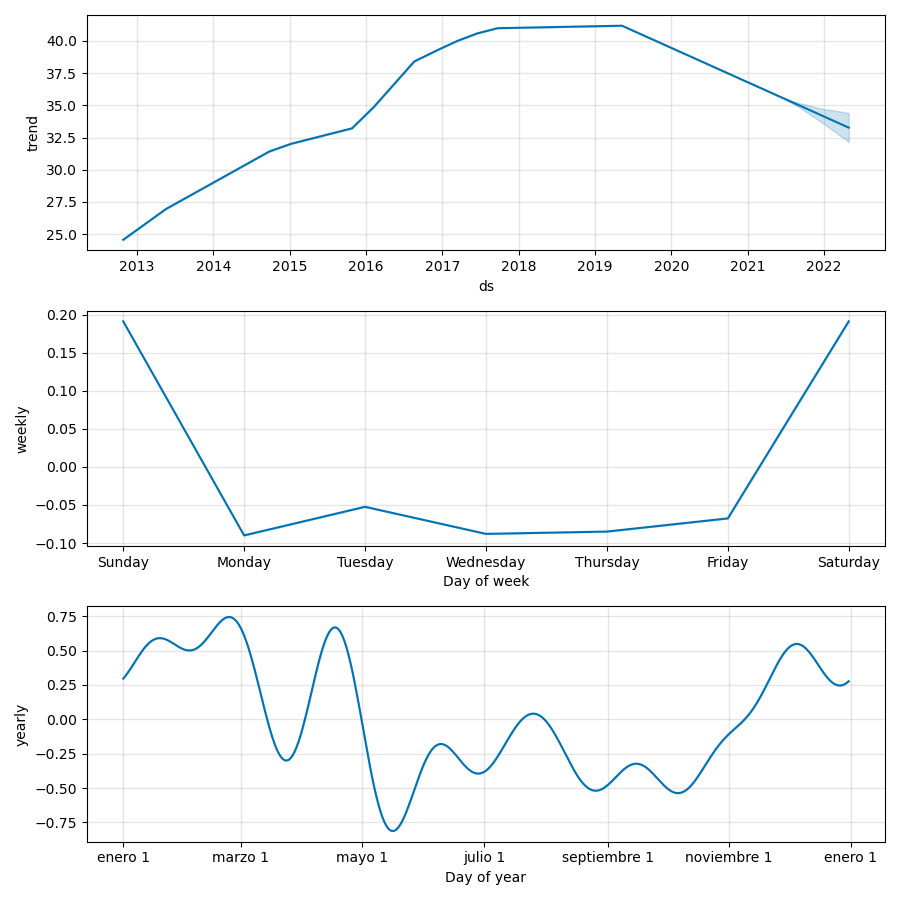 40.0
37.5
35.0
32.5
30.0
27.5
25.0
trend
2013 2014 2015 2016 2017 2018 2019 2020 2021 2022
ds
0.20
0.15
0.10
0.05
0.00
−0.05
−0.10
weekly
Sunday Monday Tuesday Wednesday Thursday Friday Saturday
Day of week
0.75
0.50
0.25
0.00
−0.25
−0.50
−0.75
yearly
enero 1 marzo 1 mayo 1 julio 1 septiembre 1 noviembre 1 enero 1
Day of year